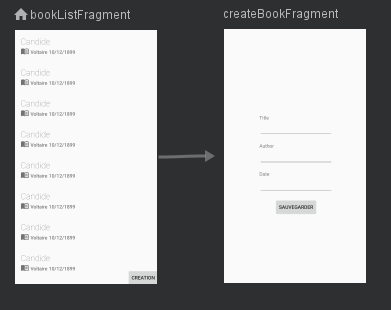 bookListFragment
Candide
Voltaire 10/12/1899
Candide
Voltaire 10/12/1899
Candide
Voltaire 10/12/1899
Candide
Voltaire 10/12/1899
Candide
Voltaire 10/12/1899
Candide
Voltaire 10/12/1899
Candide
Voltaire 10/12/1899
Candide
Voltaire 10/12/1899
CREATION
createBookFragment
Title
Author
Date
SAUVEGARDER